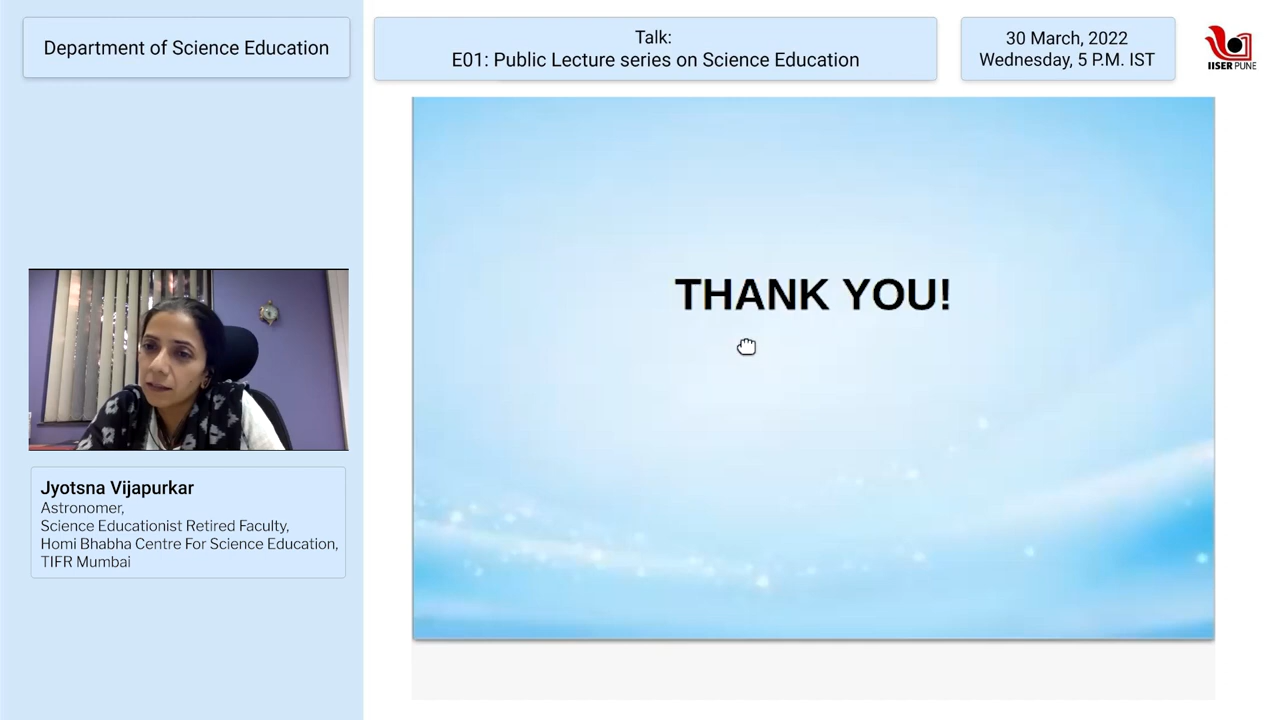 Department of Science Education
Talk:
E01: Public Lecture series on Science Education
30 March, 2022
Wednesday, 5 P.M. IST
IISER PUNE
THANK YOU!
Jyotsna Vijapurkar
Astronomer,
Science Educationist Retired Faculty,
Homi Bhabha Centre For Science Education,
TIFR Mumbai